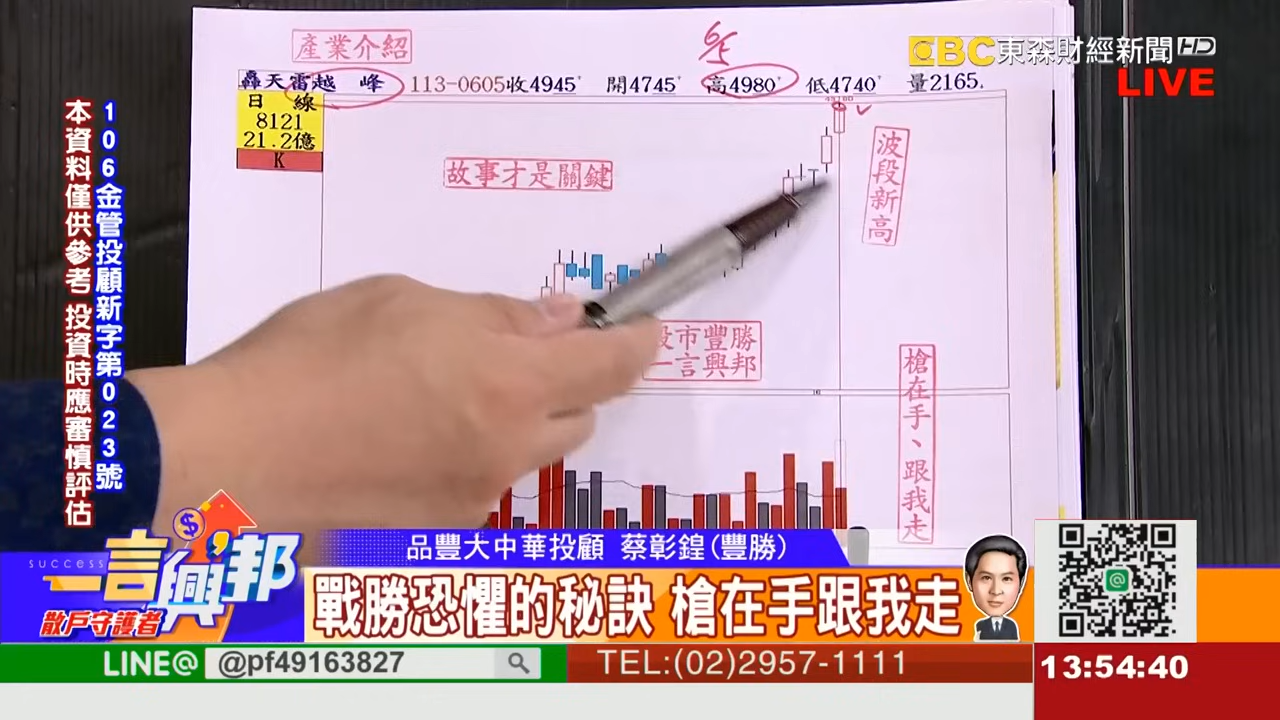 產業介紹
EBC東森財經新聞HD
LIVE
轟天雷越 峰 113-0605收4945 開4745 高4980 低4740 量2165
日 線
8121
21.2億
K
故事才是關鍵
波段新高
股市豐勝
一言興邦
槍在手、跟我走
106金管投顧新字第023號
本資料僅供參考 投資時應審慎評估
品豐大中華投顧 蔡彰鍠(豐勝)
SUCCESS
一言興邦
散戶守護者
戰勝恐懼的秘訣 槍在手跟我走
LINE@ @pf49163827
TEL:(02)2957-1111
13:54:40